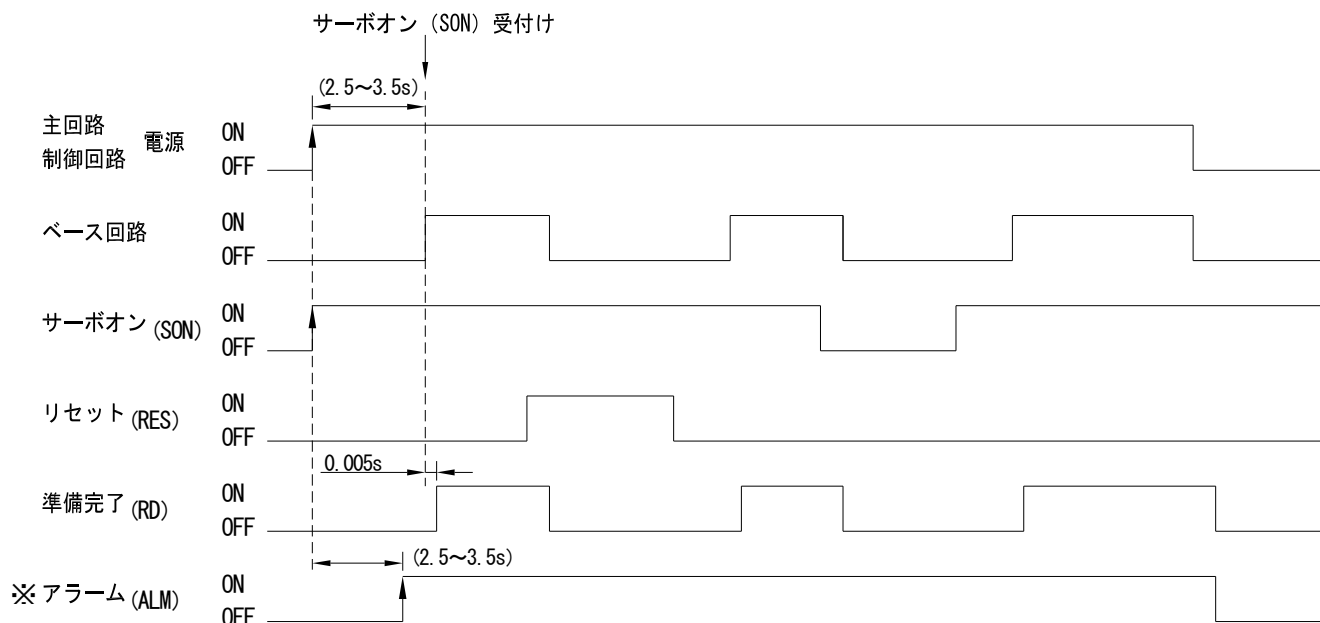 サーボオン (SON) 受付け
(2.5～3.5s)
主回路
制御回路
電源
ON
OFF
ベース回路
ON
OFF
サーボオン (SON)
ON
OFF
リセット (RES)
ON
OFF
0.005s
準備完了 (RD)
ON
OFF
(2.5～3.5s)
※ アラーム (ALM)
ON
OFF